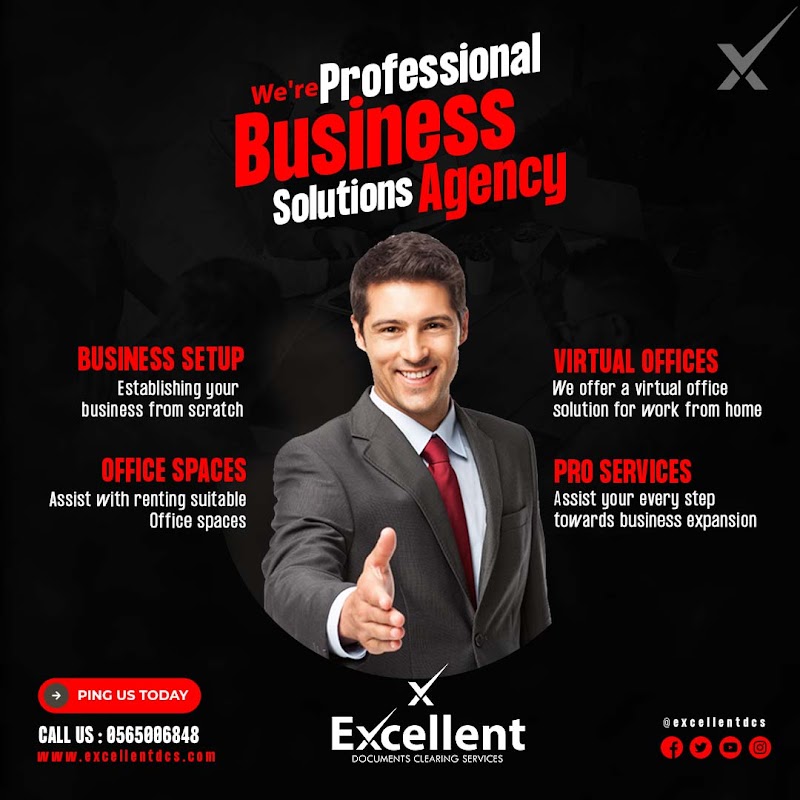 We're Professional
Business
Solutions Agency
BUSINESS SETUP
Establishing your
business from scratch
OFFICE SPACES
Assist with renting suitable
Office spaces
VIRTUAL OFFICES
We offer a virtual office
solution for work from home
PRO SERVICES
Assist your every step
towards business expansion
PING US TODAY
CALL US : 0565006848
www.excellentdcs.com
Excellent
DOCUMENTS CLEARING SERVICES
@excellentdcs